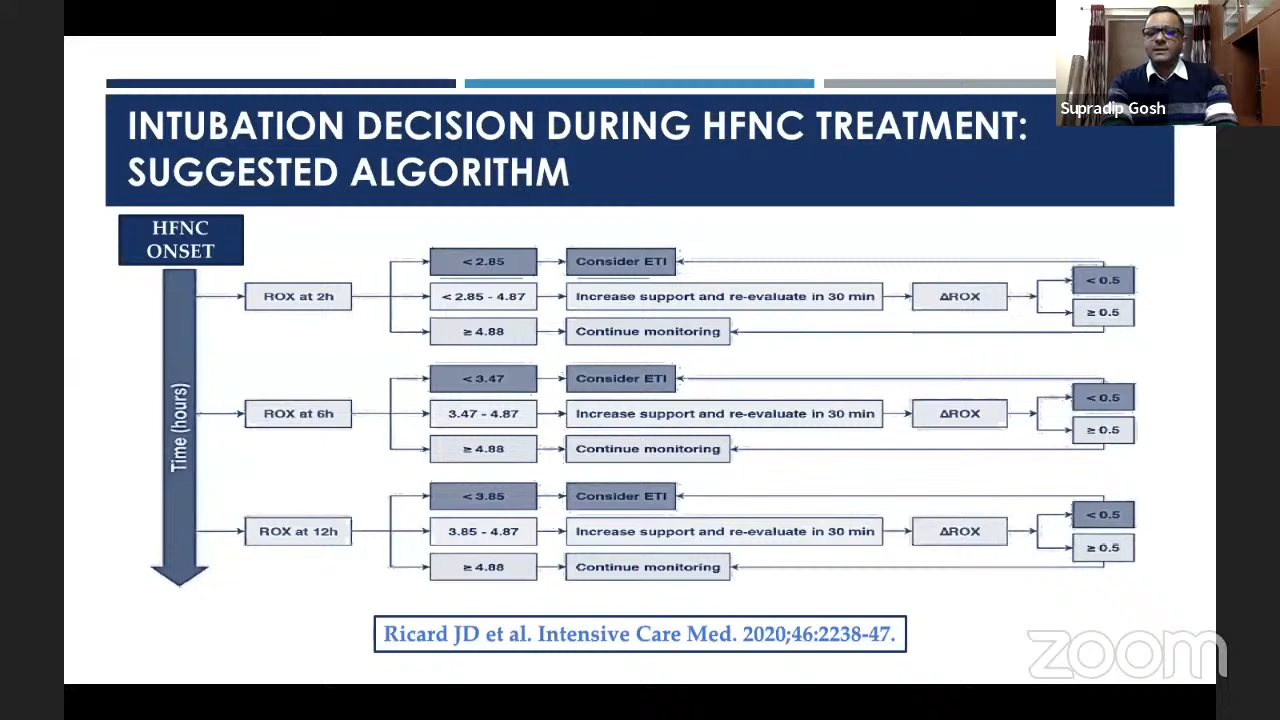 Supradip Gosh
INTUBATION DECISION DURING HFNC TREATMENT:
SUGGESTED ALGORITHM
HFNC
ONSET
Time (hours)
ROX at 2h
< 2.85
Consider ETI
< 2.85 - 4.87
Increase support and re-evaluate in 30 min
ΔROX
< 0.5
≥ 0.5
≥ 4.88
Continue monitoring
ROX at 6h
< 3.47
Consider ETI
3.47 - 4.87
Increase support and re-evaluate in 30 min
ΔROX
< 0.5
≥ 0.5
≥ 4.88
Continue monitoring
ROX at 12h
< 3.85
Consider ETI
3.85 - 4.87
Increase support and re-evaluate in 30 min
ΔROX
< 0.5
≥ 0.5
≥ 4.88
Continue monitoring
Ricard JD et al. Intensive Care Med. 2020;46:2238-47.
zoom